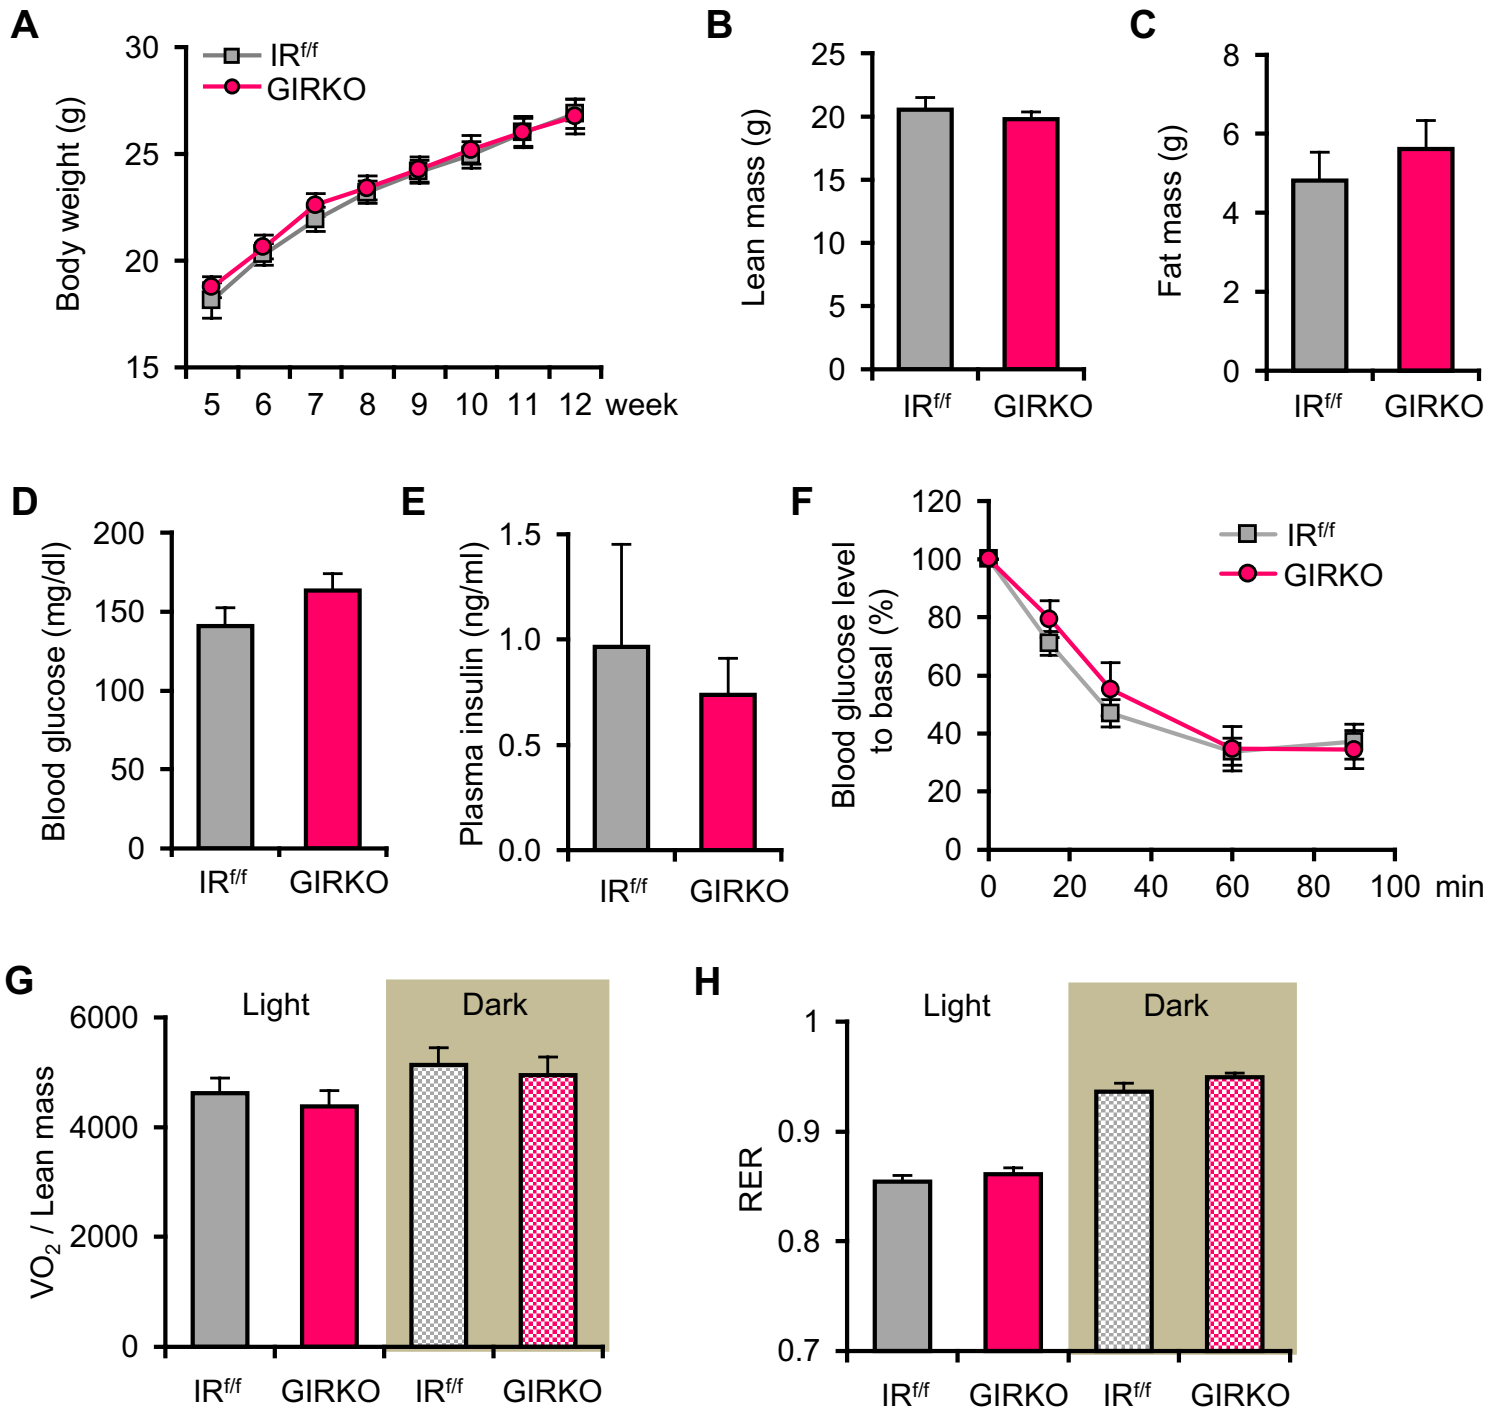 A
Body weight (g)
30
25
20
15
IRf/f
GIRKO
5 6 7 8 9 10 11 12 week
B
Lean mass (g)
25
20
15
10
5
0
IRf/f GIRKO
C
Fat mass (g)
8
6
4
2
0
IRf/f GIRKO
D
Blood glucose (mg/dl)
200
150
100
50
0
IRf/f GIRKO
E
Plasma insulin (ng/ml)
1.5
1.0
0.5
0.0
IRf/f GIRKO
F
Blood glucose level
to basal (%)
120
100
80
60
40
20
0
IRf/f
GIRKO
0 20 40 60 80 100 min
G
VO2 / Lean mass
Light Dark
6000
4000
2000
0
IRf/f GIRKO IRf/f GIRKO
H
RER
Light Dark
1
0.9
0.8
0.7
IRf/f GIRKO IRf/f GIRKO